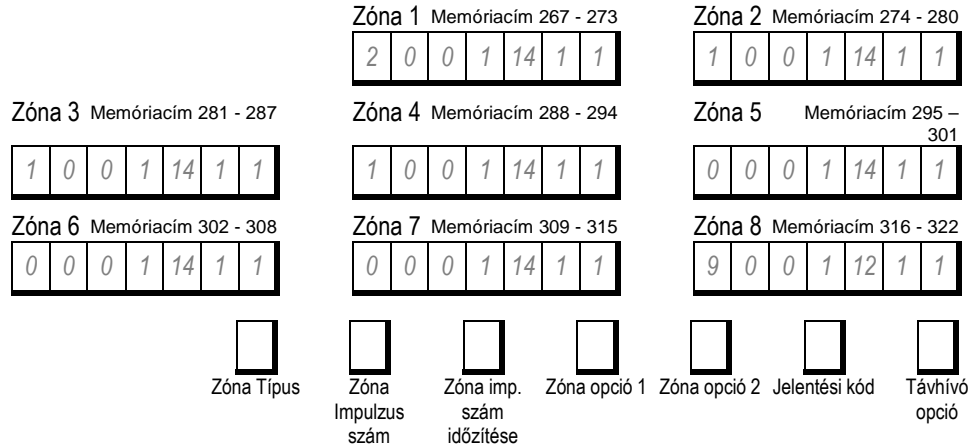 Zóna 1 Memóriacím 267 - 273
2 0 0 1 14 1 1
Zóna 2 Memóriacím 274 - 280
1 0 0 1 14 1 1
Zóna 3 Memóriacím 281 - 287
1 0 0 1 14 1 1
Zóna 4 Memóriacím 288 - 294
1 0 0 1 14 1 1
Zóna 5 Memóriacím 295 –
301
0 0 0 1 14 1 1
Zóna 6 Memóriacím 302 - 308
0 0 0 1 14 1 1
Zóna 7 Memóriacím 309 - 315
0 0 0 1 14 1 1
Zóna 8 Memóriacím 316 - 322
9 0 0 1 12 1 1
Zóna Típus
Zóna
Impulzus
szám
Zóna imp.
szám
időzítése
Zóna opció 1
Zóna opció 2
Jelentési kód
Távhívó
opció